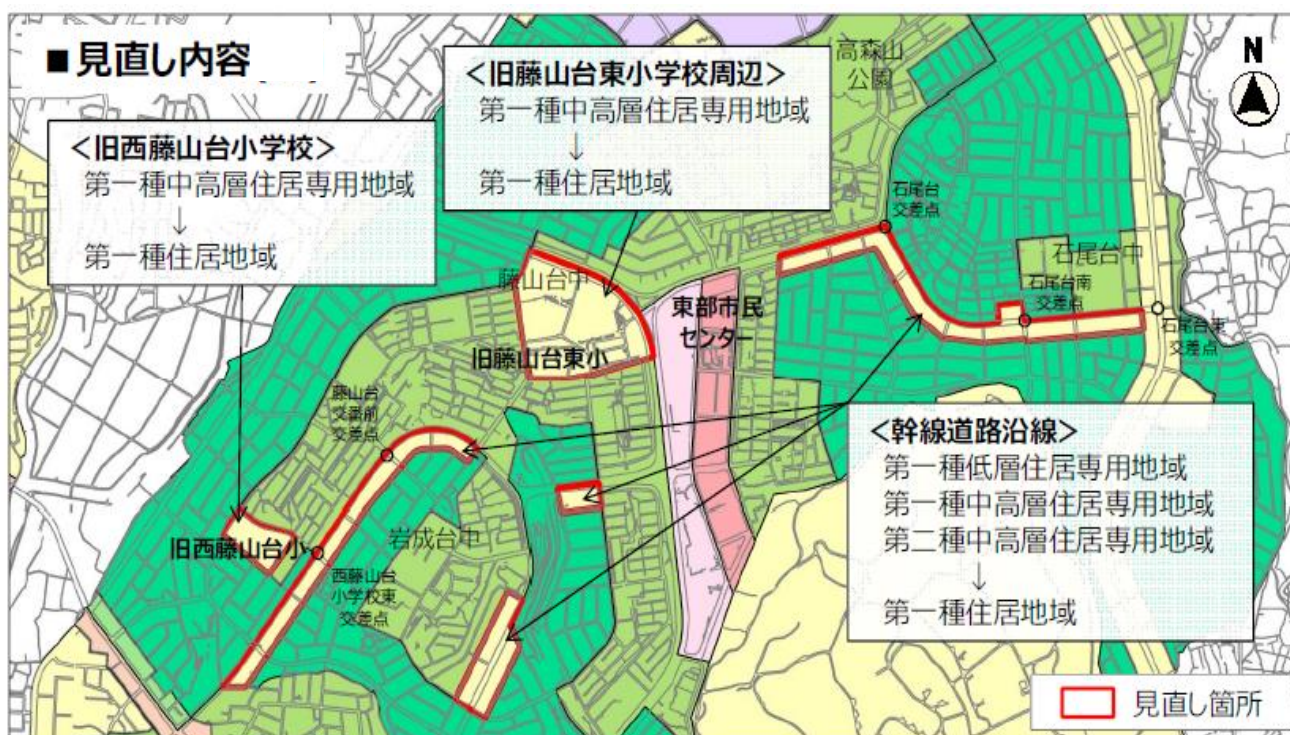 ■見直し内容
<旧藤山台東小学校周辺>
第一種中高層住居専用地域
↓
第一種住居地域
<旧西藤山台小学校>
第一種中高層住居専用地域
↓
第一種住居地域
高森山
公園
N
石尾台
交差点
石尾台中
石尾台南
交差点
石尾台東
交差点
藤山台中
東部市民
センター
旧藤山台東小
藤山台
交番前
交差点
旧西藤山台小
岩成台中
西藤山台
小学校東
交差点
<幹線道路沿線>
第一種低層住居専用地域
第一種中高層住居専用地域
第二種中高層住居専用地域
↓
第一種住居地域
見直し箇所